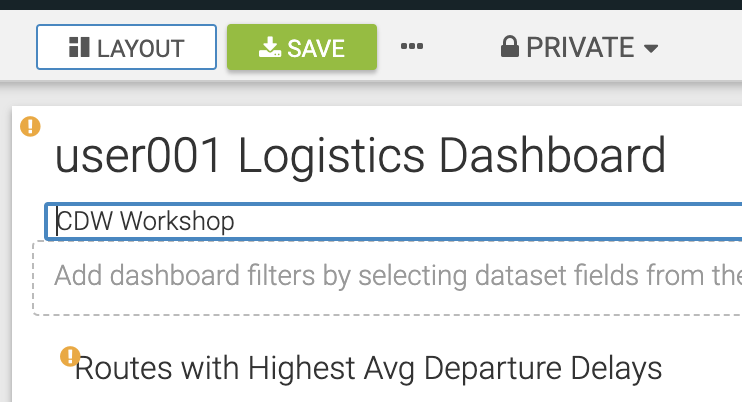 LAYOUT SAVE ... PRIVATE
user001 Logistics Dashboard
CDW Workshop
Add dashboard filters by selecting dataset fields from the
Routes with Highest Avg Departure Delays